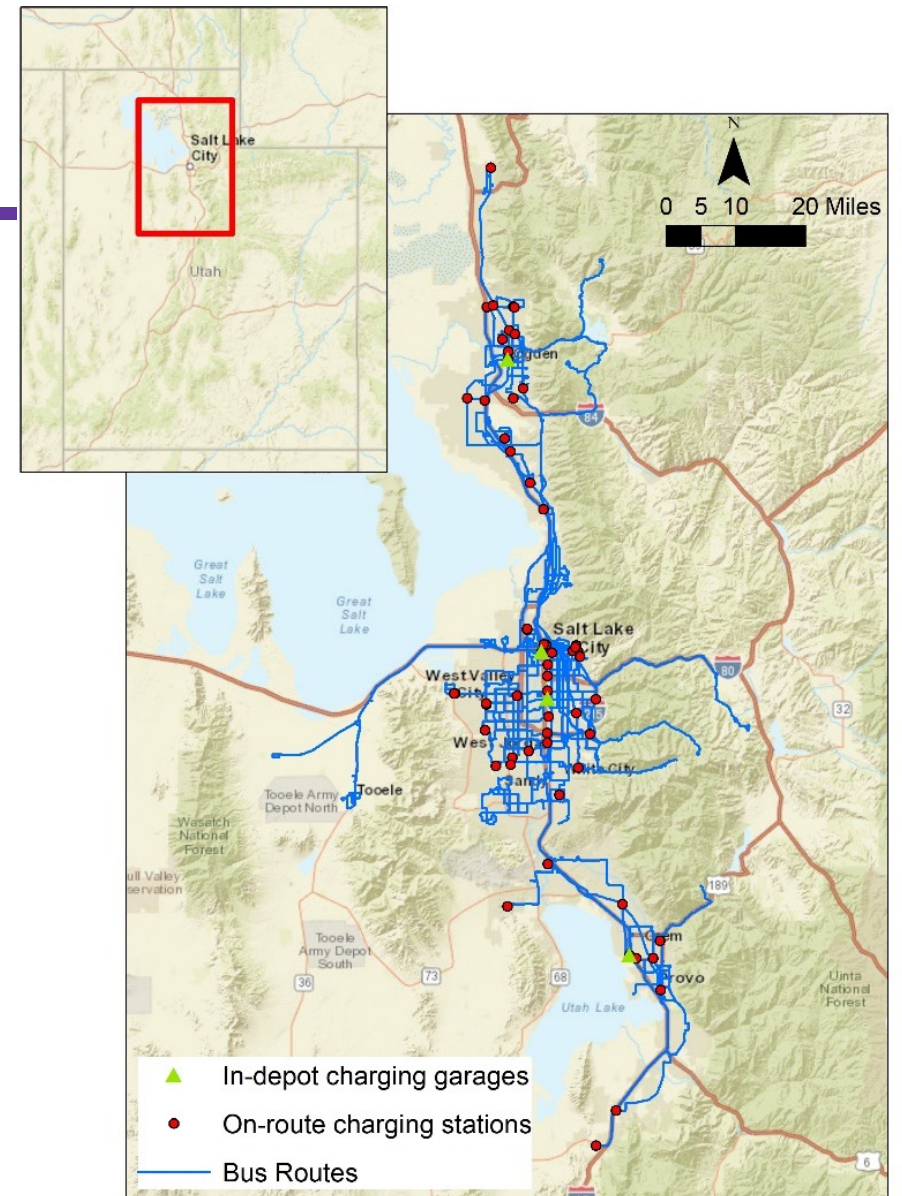 Salt Lake
City
Utah
N
0 5 10 20 Miles
84
Great
Salt
Lake
Great
Salt
Lake
Salt Lake
City
West Valley
City
80
32
Tooele Army
Depot North
Tooele
Sandy
Wasatch
National
Forest
189
Tooele
Army Depot
South
36
73
68
Utah Lake
Uinta
National
Forest
In-depot charging garages
On-route charging stations
Bus Routes
6